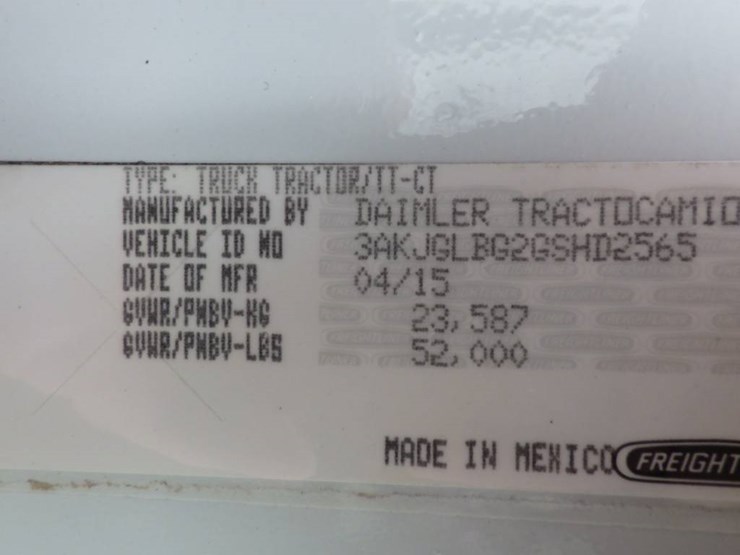 TYPE: TRUCK TRACTOR/TT-CT
MANUFACTURED BY DAIMLER TRACTOCAMIO
VEHICLE ID NO 3AKJGLBG2GSHD2565
DATE OF MFR 04/15
GVWR/PNBV-KG 23,587
GVWR/PNBV-LBS 52,000
MADE IN MEXICO FREIGHT